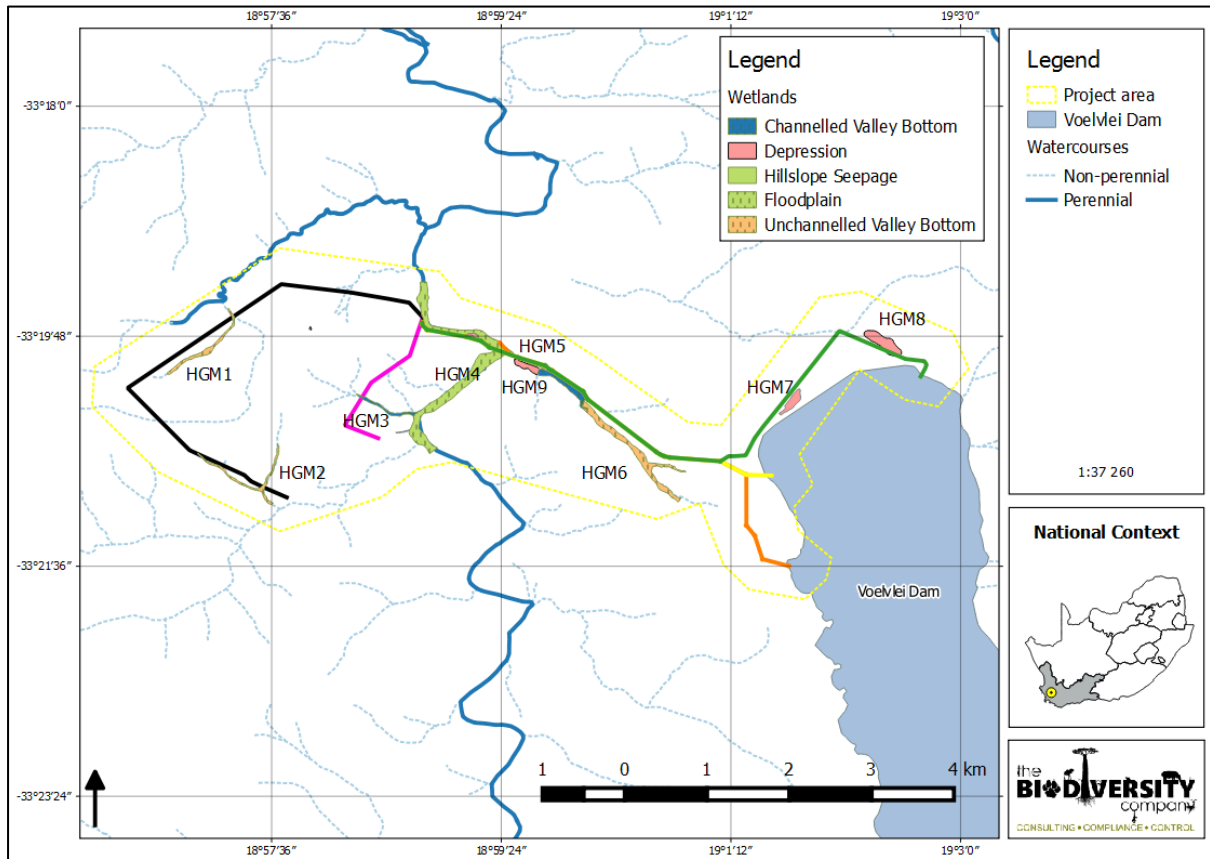 18°57'36"
18°59'24"
19°1'12"
19°3'0"
-33°18'0"
-33°19'48"
-33°21'36"
-33°23'24"
Legend
Wetlands
Channelled Valley Bottom
Depression
Hillslope Seepage
Floodplain
Unchannelled Valley Bottom
HGM1
HGM2
HGM3
HGM4
HGM5
HGM9
HGM6
HGM7
HGM8
Voelvlei Dam
1 0 1 2 3 4 km
18°57'36"
18°59'24"
19°1'12"
19°3'0"
Legend
Project area
Voelvlei Dam
Watercourses
Non-perennial
Perennial
1:37 260
National Context
the
BIODIVERSITY
company
CONSULTING • COMPLIANCE • CONTROL